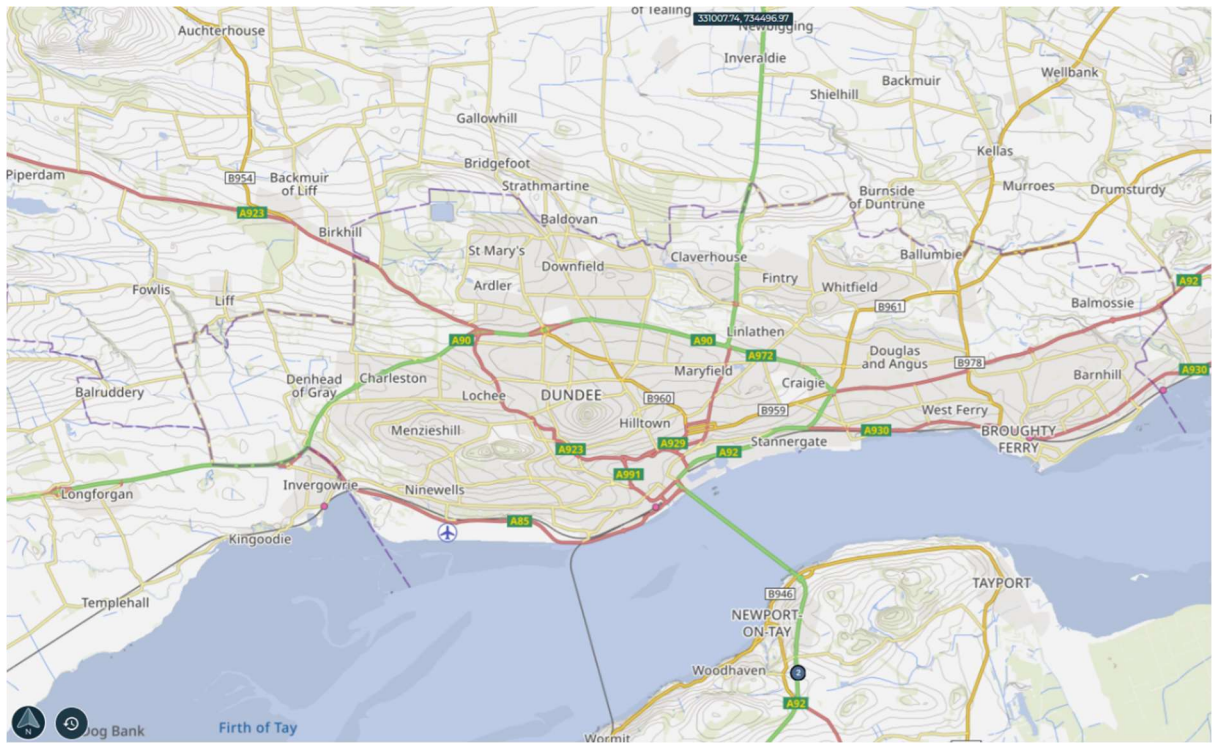 of Tealing
331007.74, 734496.97
Newbigging
Auchterhouse
Inveraldie
Wellbank
Backmuir
Shielhill
Gallowhill
Kellas
Bridgefoot
Piperdam
B954
Backmuir
of Liff
Strathmartine
Murroes
Drumsturdy
Burnside
of Duntrune
A923
Baldovan
Birkhill
St Mary's
Claverhouse
Ballumbie
Downfield
Fintry
A92
Ardler
Whitfield
Fowlis
Liff
B961
Balmossie
Linlathen
A90
A90
A972
Douglas
and Angus
B978
Maryfield
A930
Denhead
of Gray
Charleston
Craigie
Barnhill
Balruddery
Lochee
DUNDEE
B960
B959
West Ferry
Hilltown
Menzieshill
A930
BROUGHTY
FERRY
A929
Stannergate
A923
A92
A991
Invergowrie
Ninewells
Longforgan
A85
Kingoodie
TAYPORT
B946
Templehall
NEWPORT-
ON-TAY
Woodhaven
2
A92
N
Dog Bank
Firth of Tay
Wormit